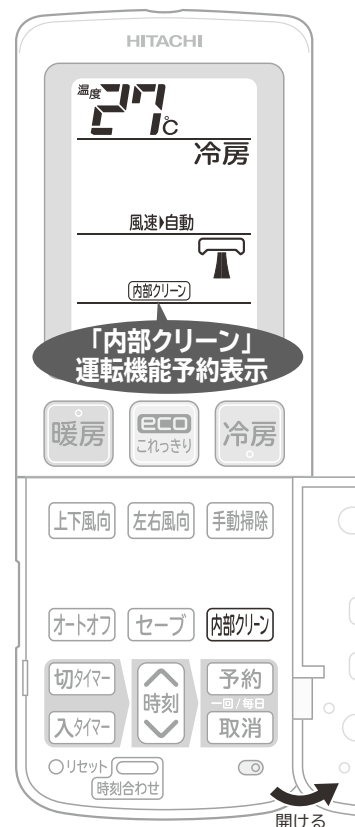 HITACHI
温度27℃
冷房
風速▶自動
内部クリーン
「内部クリーン」
運転機能予約表示
暖房
eco
これっきり
冷房
上下風向
左右風向
手動掃除
オートオフ
セーブ
内部クリーン
切タイマー
時刻
予約
一回/毎日
入タイマー
取消
リセット
時刻合わせ
開ける